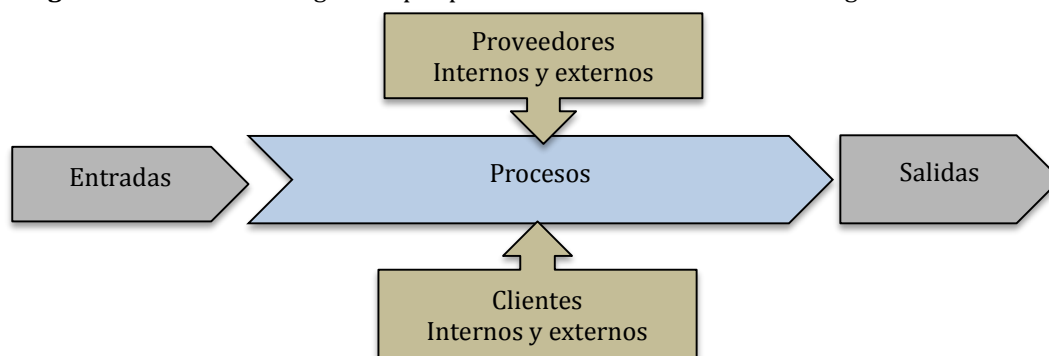 Proveedores
Internos y externos
Entradas
Procesos
Salidas
Clientes
Internos y externos